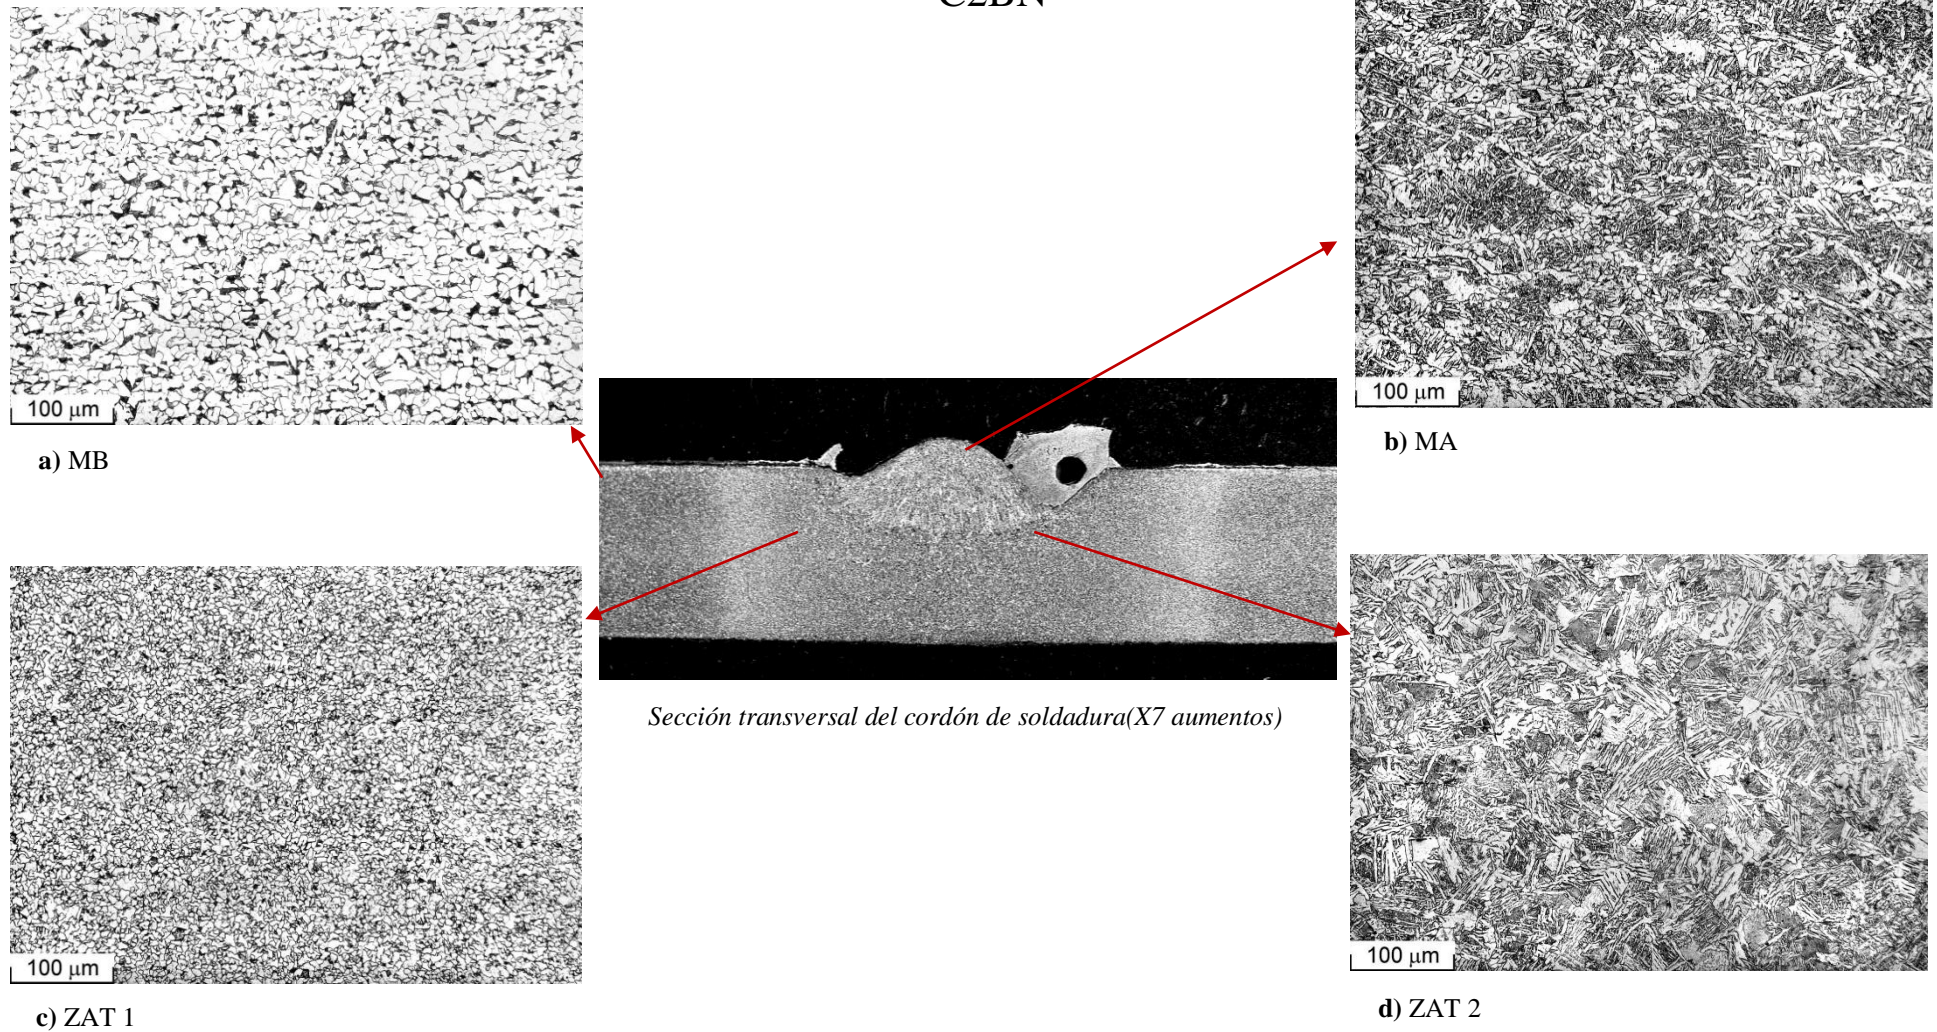 C2BN
100 µm
100 µm
a) MB
b) MA
Sección transversal del cordón de soldadura(X7 aumentos)
100 µm
100 µm
c) ZAT 1
d) ZAT 2